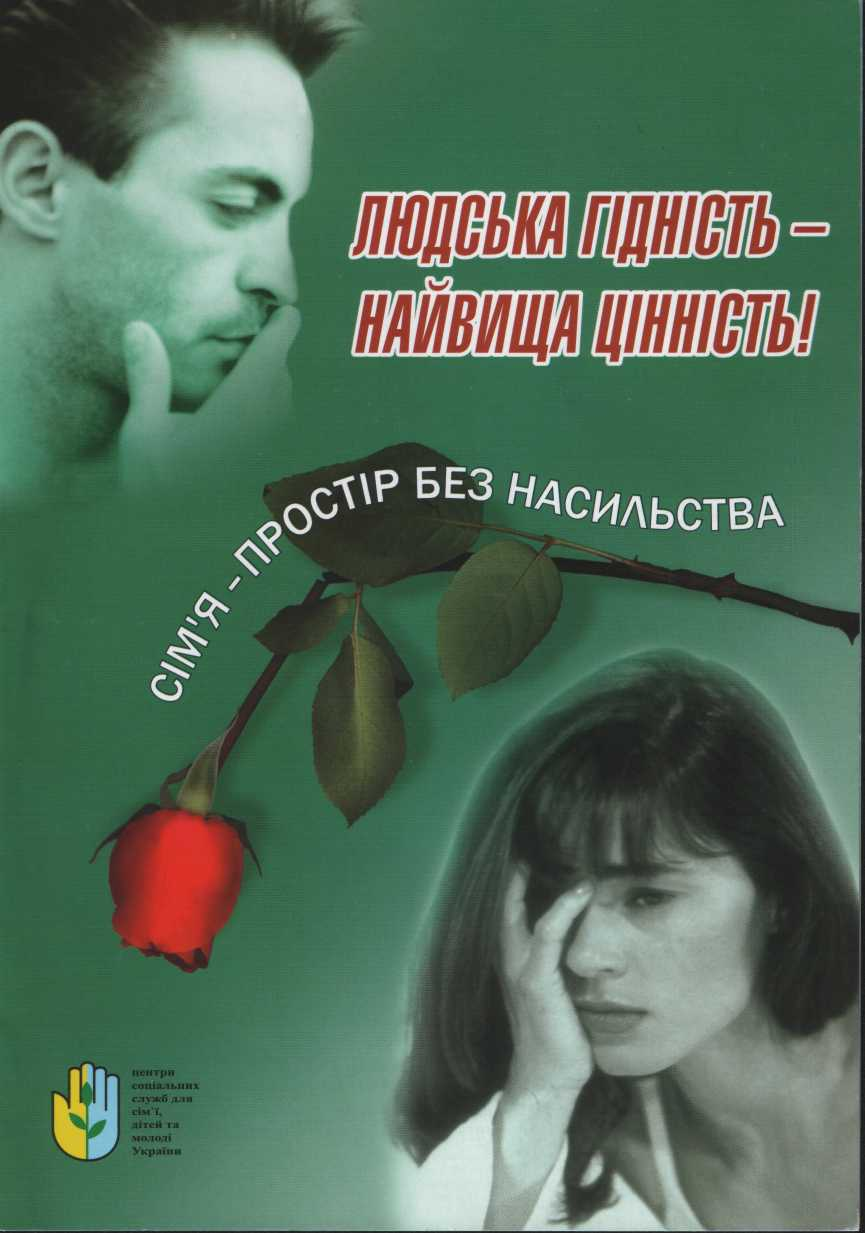 ЛЮДСЬКА ГІДНІСТЬ –
НАЙВИЩА ЦІННІСТЬ!
СІМ'Я – ПРОСТІР БЕЗ НАСИЛЬСТВА
центри
соціальних
служб для
сім`ї,
дітей та
молоді
України